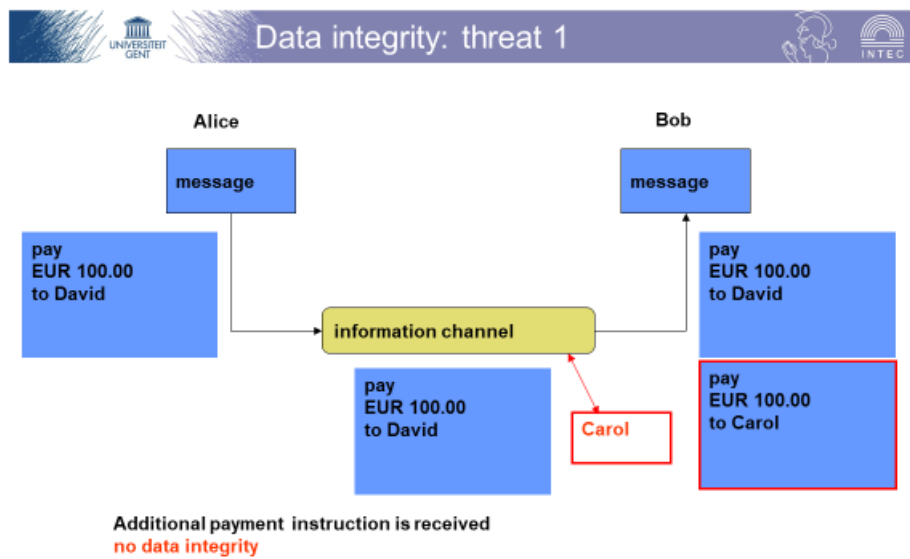 UNIVERSITEIT
GENT
Data integrity: threat 1
INTEC
Alice
Bob
message
message
pay
EUR 100.00
to David
pay
EUR 100.00
to David
information channel
pay
EUR 100.00
to David
Carol
pay
EUR 100.00
to Carol
Additional payment instruction is received
no data integrity